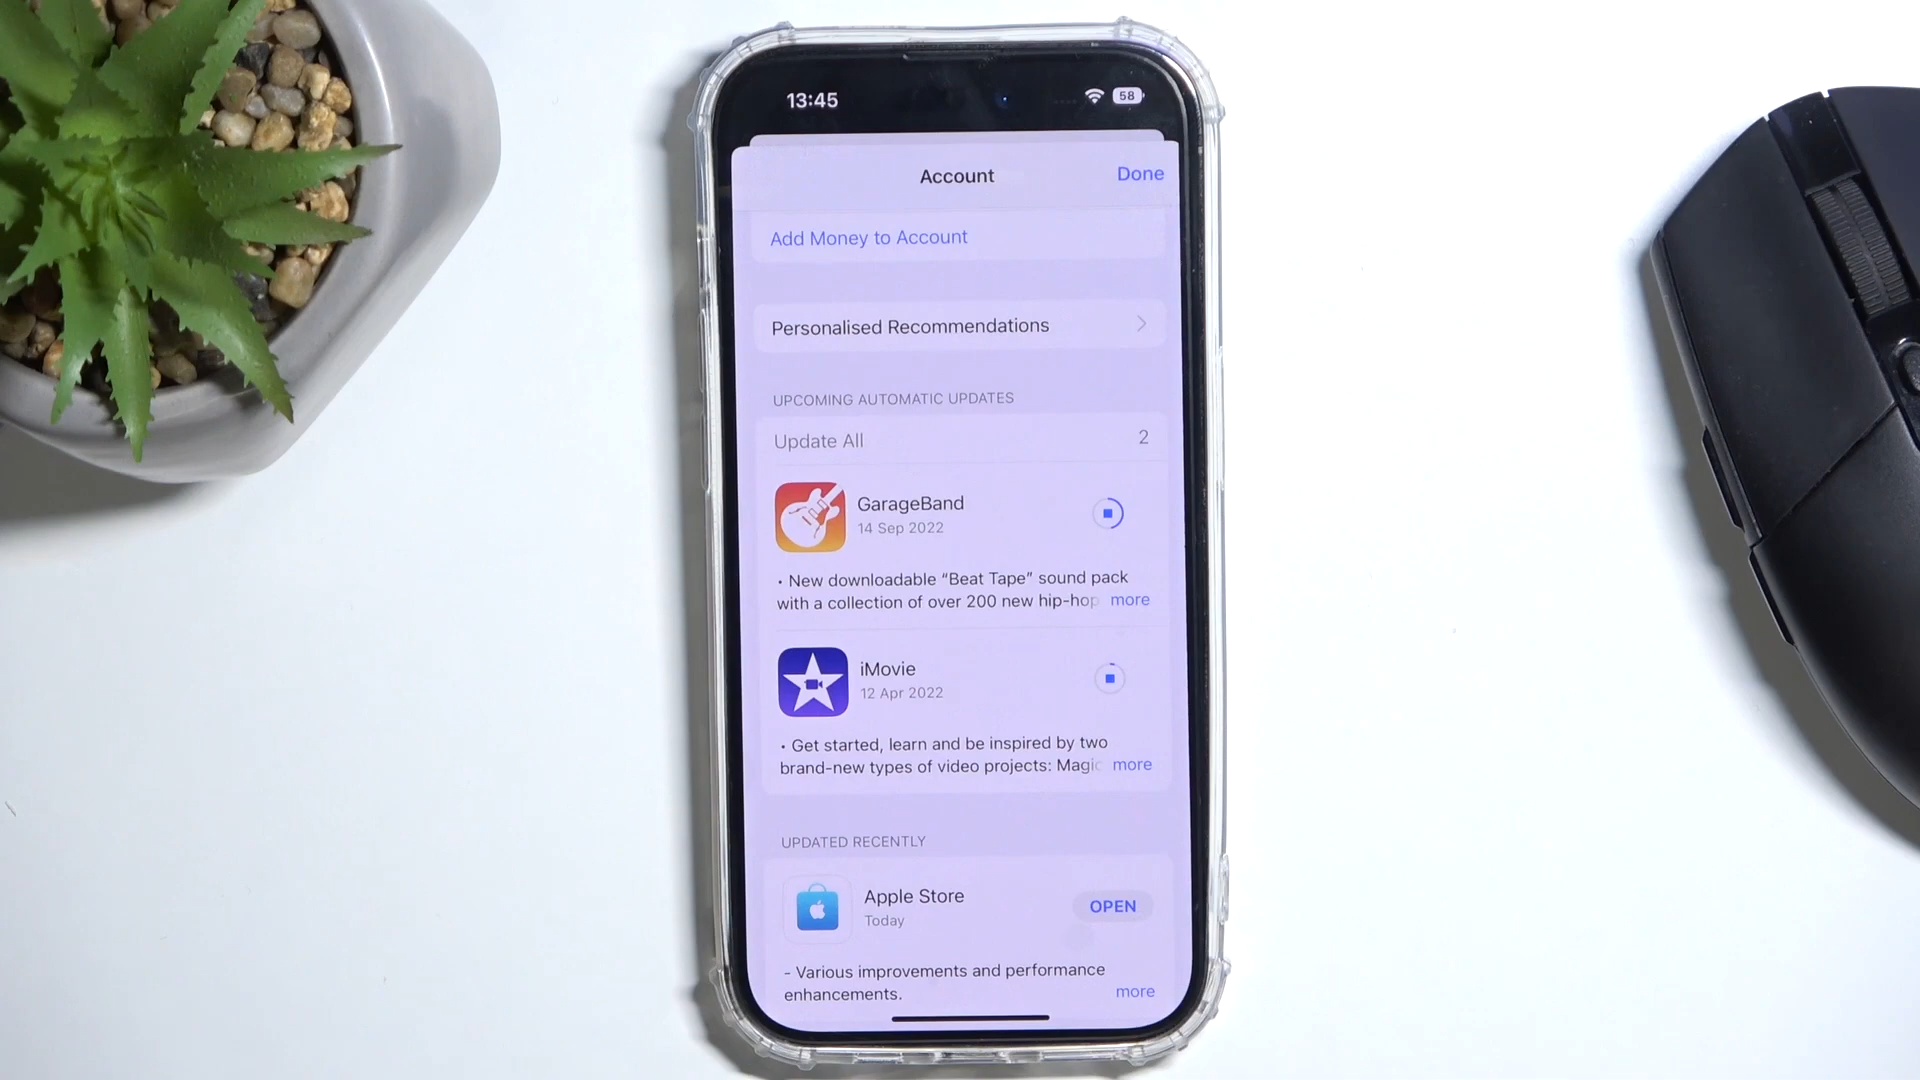 13:45
58
Account
Done
Add Money to Account
Personalised Recommendations
UPCOMING AUTOMATIC UPDATES
Update All
2
GarageBand
14 Sep 2022
• New downloadable “Beat Tape” sound pack
with a collection of over 200 new hip-hop more
iMovie
12 Apr 2022
• Get started, learn and be inspired by two
brand-new types of video projects: Magic more
UPDATED RECENTLY
Apple Store
Today
OPEN
- Various improvements and performance
enhancements.
more